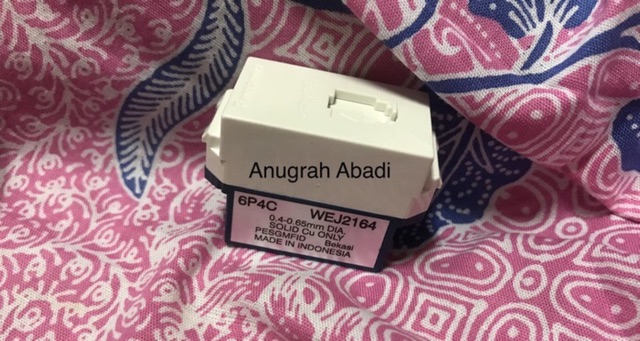 Anugrah Abadi
6P4C WEJ2164
0.4-0.65mm DIA.
SOLID Cu ONLY
PESGMFID Bekasi
MADE IN INDONESIA